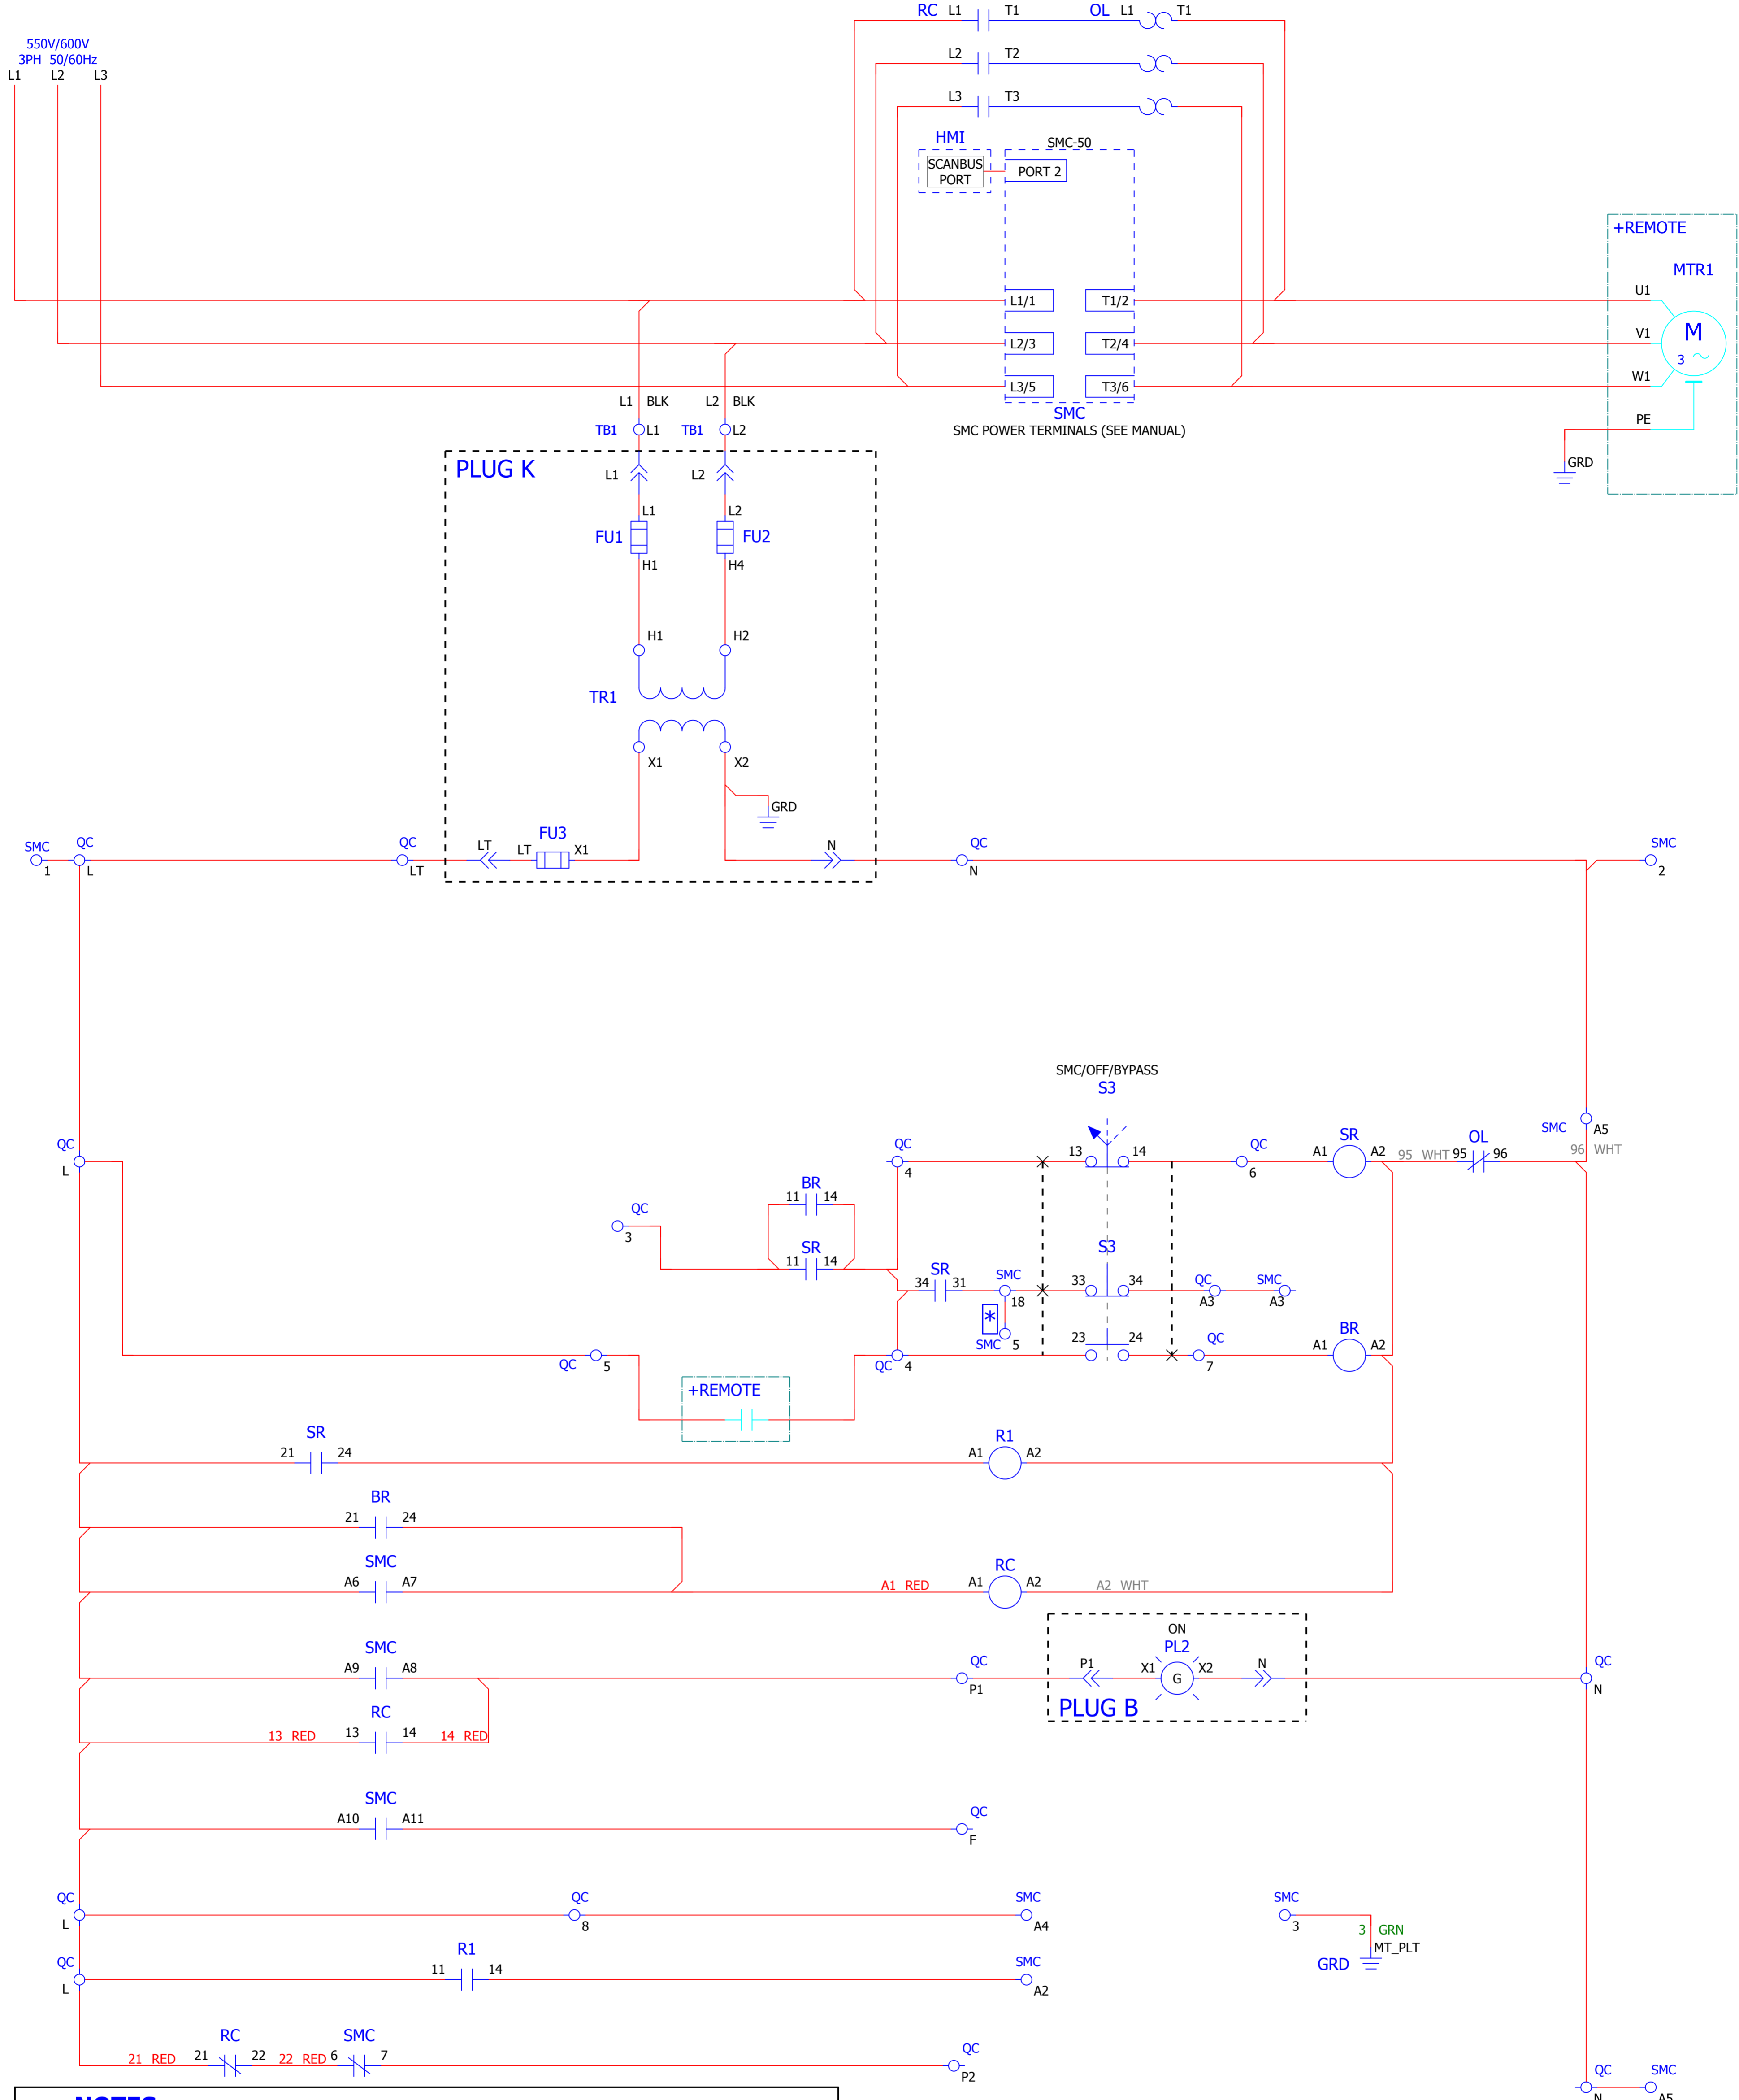 RC L1 T1 OL L1 T1
550V/600V
3PH 50/60Hz
L1 L2 L3
L2 T2
L3 T3
HMI
SMC-50
SCANBUS
PORT
PORT 2
+REMOTE
MTR1
U1
L1/1 T1/2
V1
M
3
L2/3 T2/4
W1
L3/5 T3/6
L1 BLK L2 BLK
SMC
SMC POWER TERMINALS (SEE MANUAL)
PE
GRD
TB1 L1 TB1 L2
PLUG K
L1 L2
L1 L2
FU1 FU2
H1 H4
H1 H2
TR1
X1 X2
GRD
SMC QC QC LT LT FU3 X1 N QC SMC
1 L LT N 2
SMC/OFF/BYPASS
S3
SMC A5
QC QC 13 14 QC SR OL 96 WHT
L 4 6 A1 A2 95 WHT 95 96
BR
11 14
QC
3
SR
11 14
S3
SR
34 31 SMC 33 34 QC SMC
18 A3 A3
*
SMC 5
23 24 QC BR
QC 5 QC 4 7 A1 A2
+REMOTE
SR
21 24
R1
A1 A2
BR
21 24
SMC
A6 A7
RC
A1 RED A1 A2 A2 WHT
ON
PL2
SMC
A9 A8
QC
P1
P1 X1 G X2 N
QC
N
PLUG B
RC
13 RED 13 14 14 RED
SMC
A10 A11
QC
F
QC QC SMC SMC
L 8 A4 3
3 GRN
MT_PLT
GRD
QC R1 SMC
L 11 14 A2
RC SMC
21 RED 21 22 22 RED 6 7
QC
P2
QC SMC
N A5
NOTES